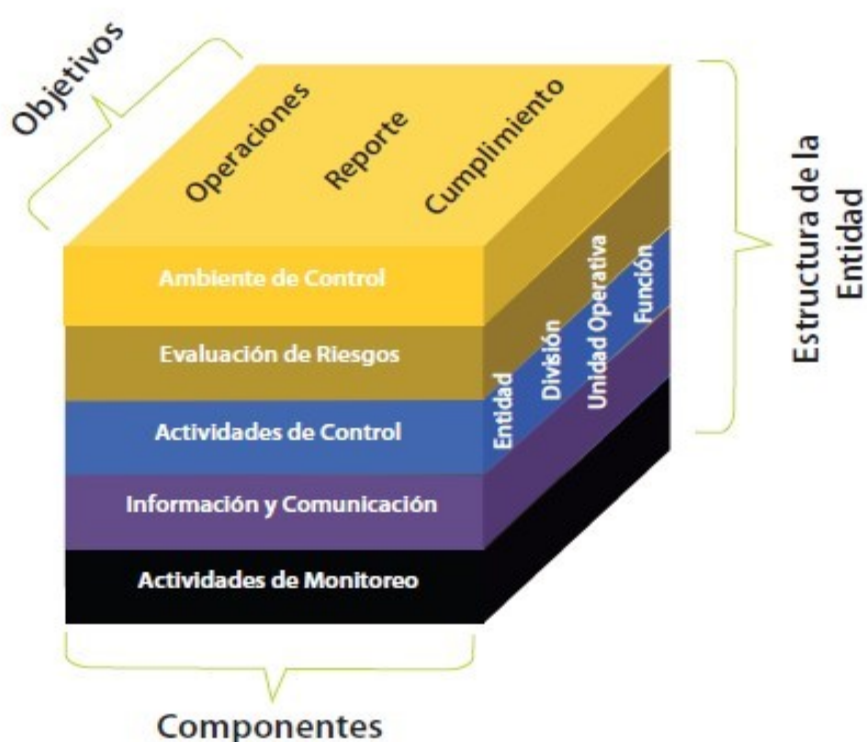 Objetivos
Operaciones
Reporte
Cumplimiento
Ambiente de Control
Evaluación de Riesgos
Actividades de Control
Información y Comunicación
Actividades de Monitoreo
Entidad
División
Unidad Operativa
Función
Estructura de la
Entidad
Componentes